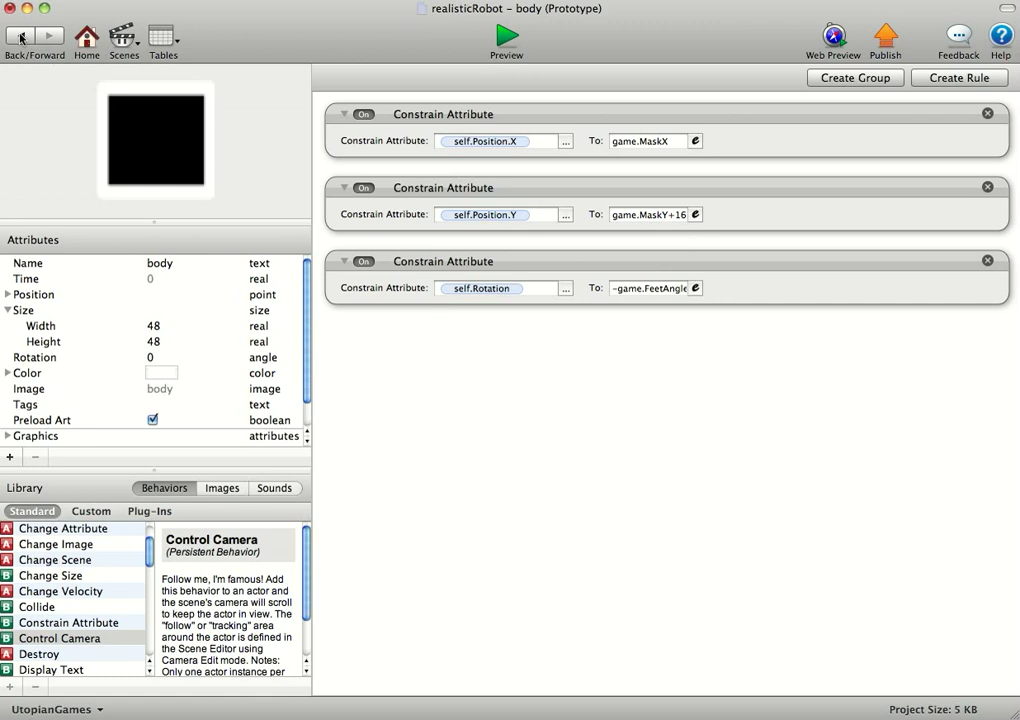 realisticRobot – body (Prototype)
Back/Forward Home Scenes Tables Preview Web Preview Publish Feedback Help
Create Group Create Rule
On Constrain Attribute
Constrain Attribute: self.Position.X ... To: game.MaskX e
On Constrain Attribute
Constrain Attribute: self.Position.Y ... To: game.MaskY+16 e
On Constrain Attribute
Constrain Attribute: self.Rotation ... To: -game.FeetAngle e
Attributes
Name body text
Time 0 real
Position point
Size size
Width 48 real
Height 48 real
Rotation 0 angle
Color color
Image body image
Tags text
Preload Art boolean
Graphics attributes
+ −
Library Behaviors Images Sounds
Standard Custom Plug-Ins
A Change Attribute
A Change Image
A Change Scene
B Change Size
A Change Velocity
B Collide
B Constrain Attribute
B Control Camera
A Destroy
B Display Text
Control Camera
(Persistent Behavior)
Follow me, I'm famous! Add
this behavior to an actor and
the scene's camera will scroll
to keep the actor in view. The
"follow" or "tracking" area
around the actor is defined in
the Scene Editor using
Camera Edit mode. Notes:
Only one actor instance per
+ −
UtopianGames Project Size: 5 KB